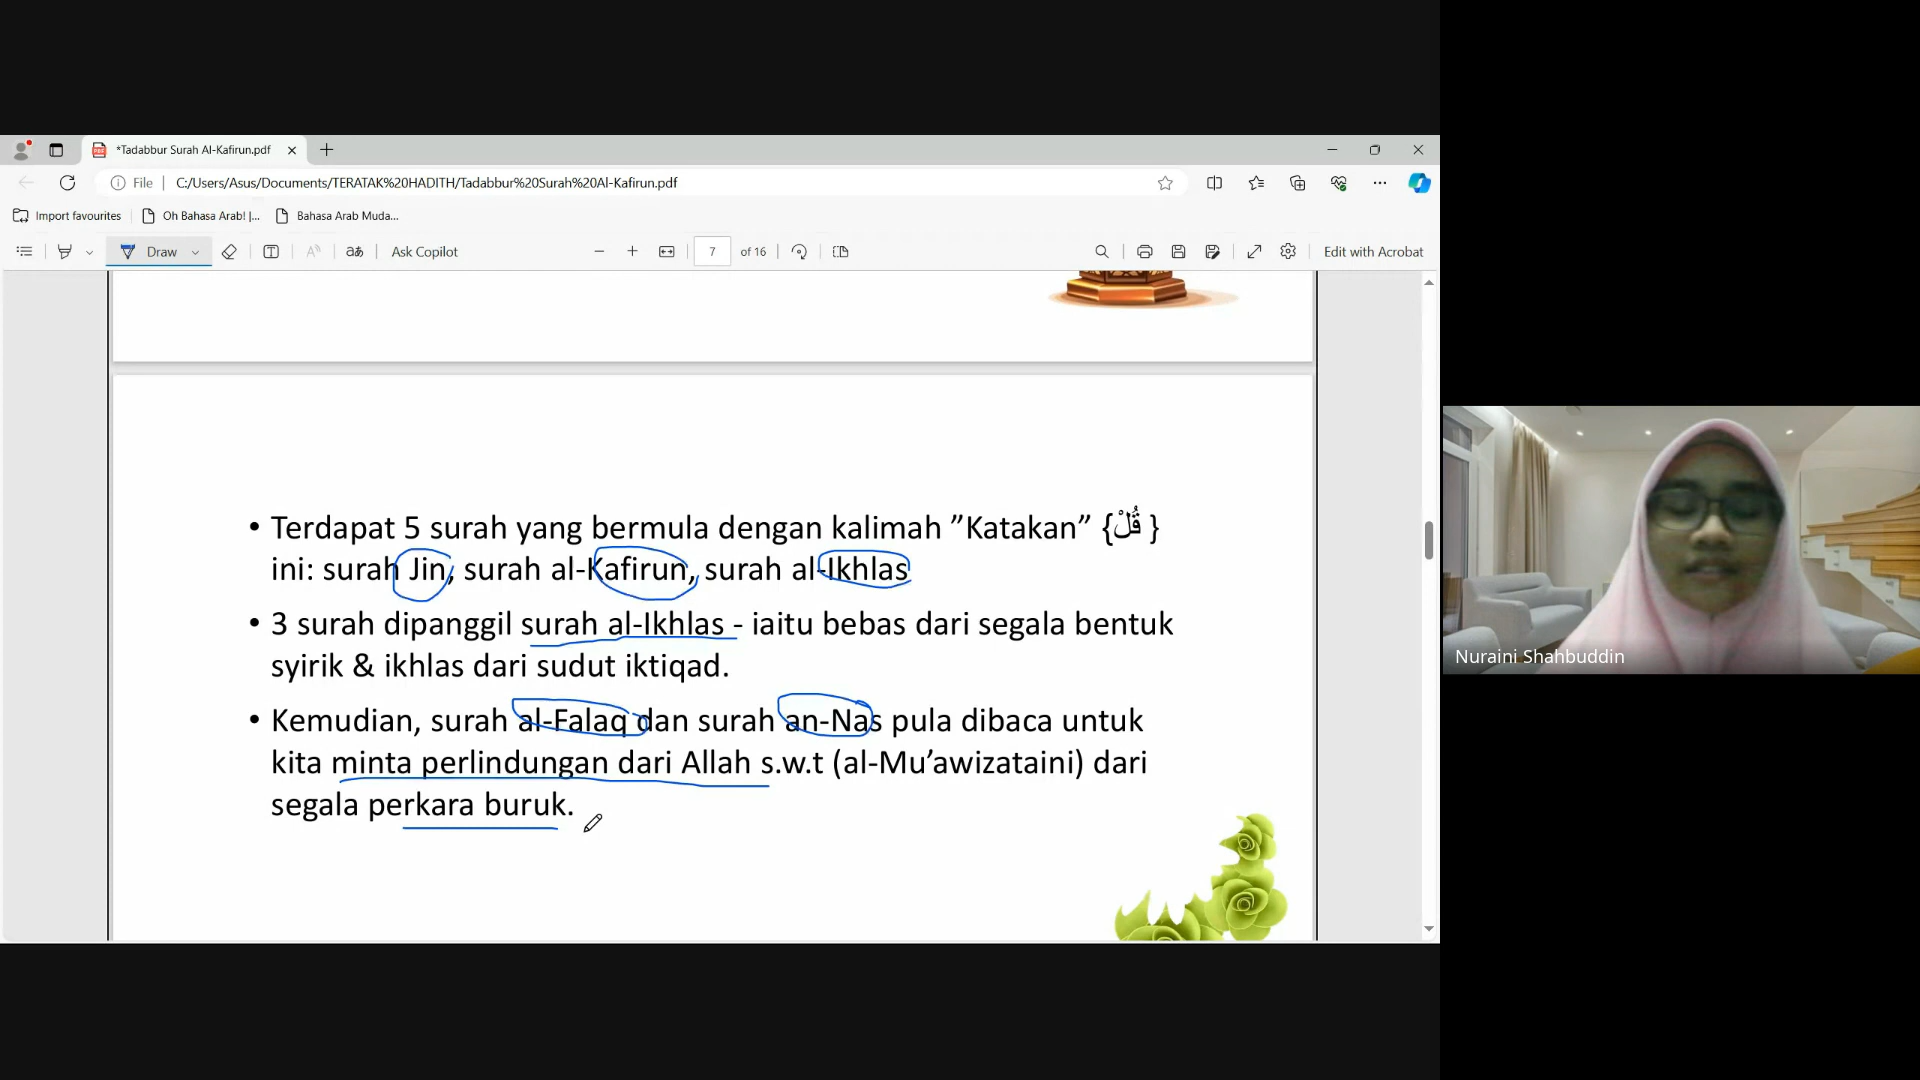 *Tadabbur Surah Al-Kafirun.pdf
File
C:/Users/Asus/Documents/TERATAK%20HADITH/Tadabbur%20Surah%20Al-Kafirun.pdf
Import favourites
Oh Bahasa Arab! |...
Bahasa Arab Muda...
Draw
aあ
Ask Copilot
7 of 16
Edit with Acrobat
• Terdapat 5 surah yang bermula dengan kalimah ”Katakan” {قُلْ}
ini: surah Jin, surah al-Kafirun, surah al-Ikhlas
• 3 surah dipanggil surah al-Ikhlas - iaitu bebas dari segala bentuk
syirik & ikhlas dari sudut iktiqad.
• Kemudian, surah al-Falaq dan surah an-Nas pula dibaca untuk
kita minta perlindungan dari Allah s.w.t (al-Mu’awizataini) dari
segala perkara buruk.
Nuraini Shahbuddin